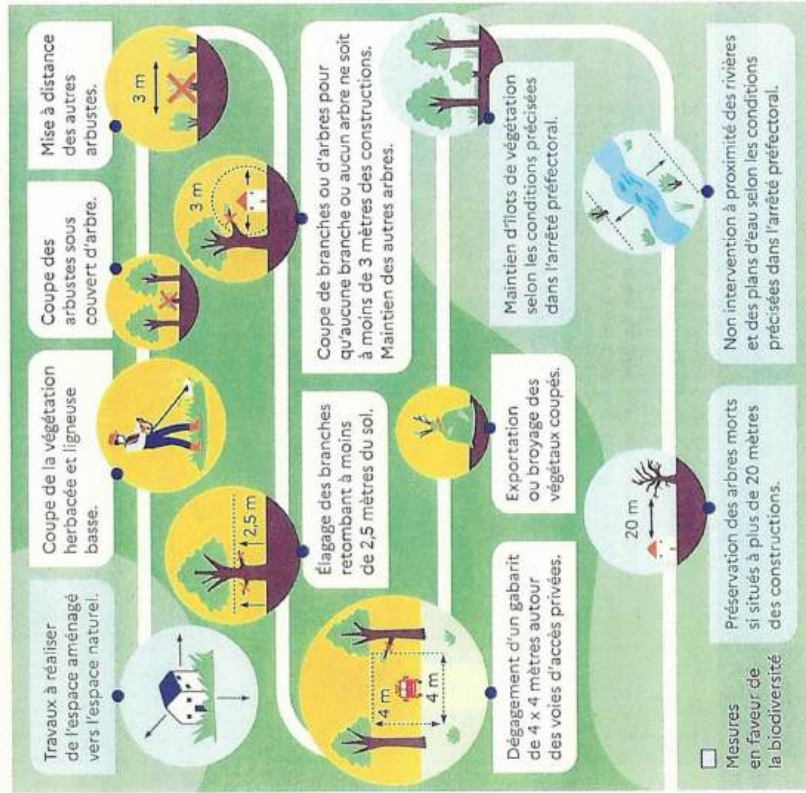 Travaux à réaliser
de l'espace aménagé
vers l'espace naturel.
Coupe de la végétation
herbacée et ligneuse
basse.
Coupe des
arbustes sous
couvert d'arbre.
Mise à distance
des autres
arbustes.
3 m
2,5 m
3 m
Élagage des branches
retombant à moins
de 2,5 mètres du sol.
Coupe de branches ou d'arbres pour
qu'aucune branche ou aucun arbre ne soit
à moins de 3 mètres des constructions.
Maintien des autres arbres.
4 m
4 m
Dégagement d'un gabarit
de 4 x 4 mètres autour
des voies d'accès privées.
Exportation
ou broyage des
végétaux coupés.
Maintien d'îlots de végétation
selon les conditions précisées
dans l'arrêté préfectoral.
20 m
Mesures
en faveur de
la biodiversité
Préservation des arbres morts
si situés à plus de 20 mètres
des constructions.
Non intervention à proximité des rivières
et des plans d'eau selon les conditions
précisées dans l'arrêté préfectoral.